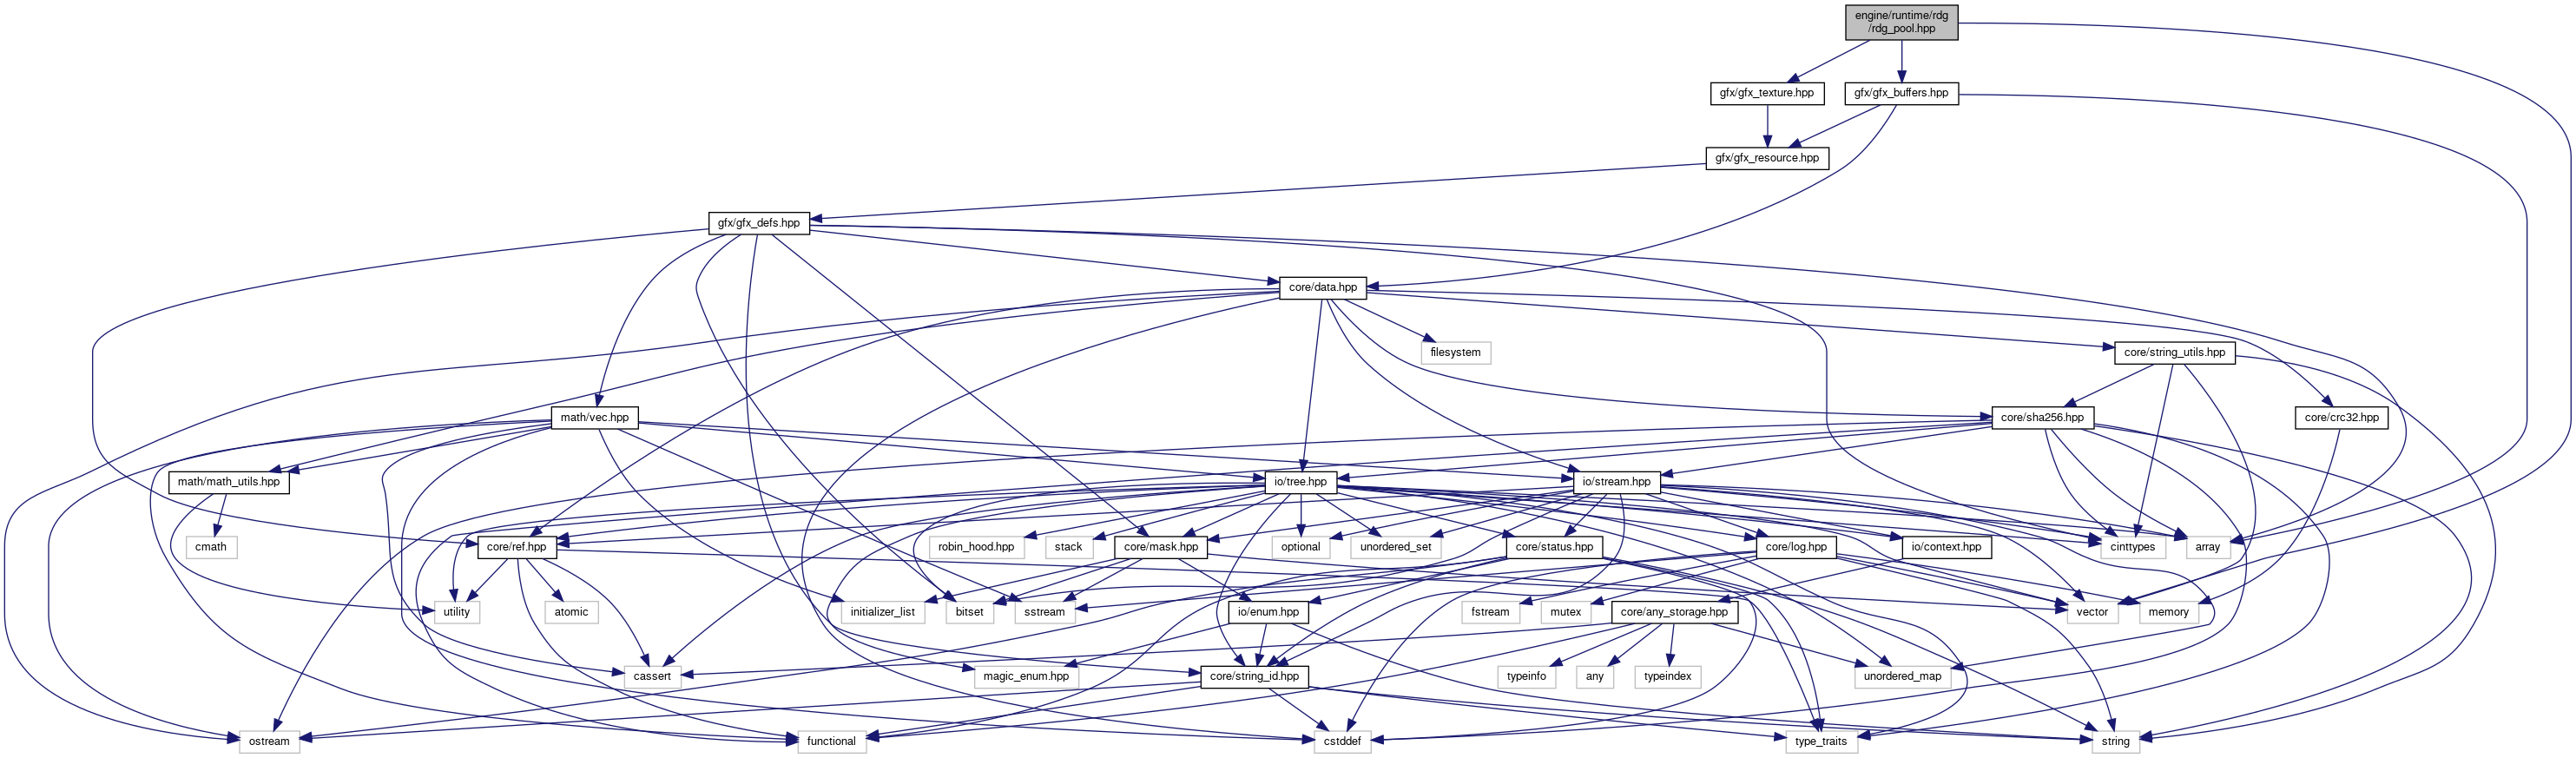 engine/runtime/rdg
/rdg_pool.hpp
gfx/gfx_texture.hpp
gfx/gfx_buffers.hpp
gfx/gfx_resource.hpp
gfx/gfx_defs.hpp
core/data.hpp
filesystem
core/string_utils.hpp
math/vec.hpp
core/sha256.hpp
core/crc32.hpp
math/math_utils.hpp
io/tree.hpp
io/stream.hpp
cmath
core/ref.hpp
robin_hood.hpp
stack
core/mask.hpp
optional
unordered_set
core/status.hpp
core/log.hpp
io/context.hpp
cinttypes
array
utility
atomic
initializer_list
bitset
sstream
io/enum.hpp
fstream
mutex
core/any_storage.hpp
vector
memory
cassert
magic_enum.hpp
core/string_id.hpp
typeinfo
any
typeindex
unordered_map
ostream
functional
cstddef
type_traits
string